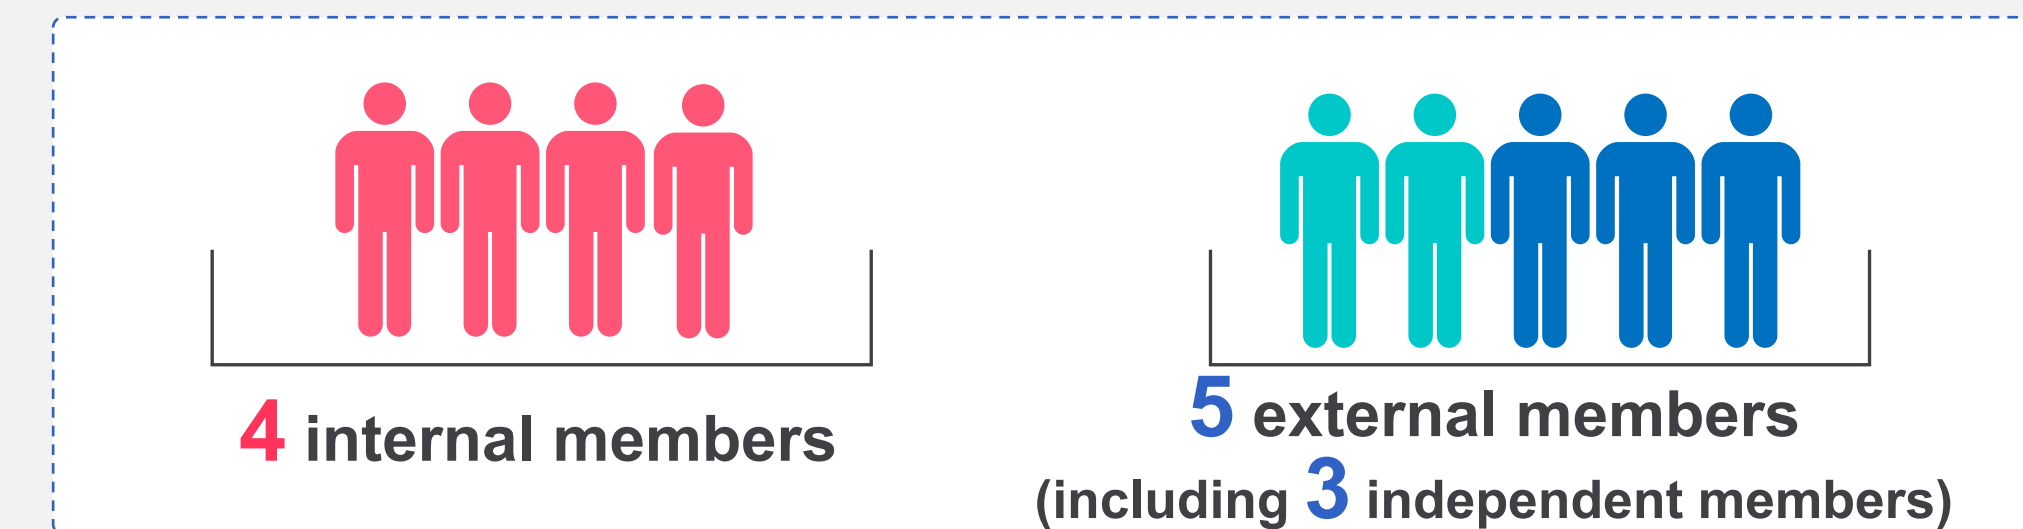 4 internal members
5 external members
(including 3 independent members)